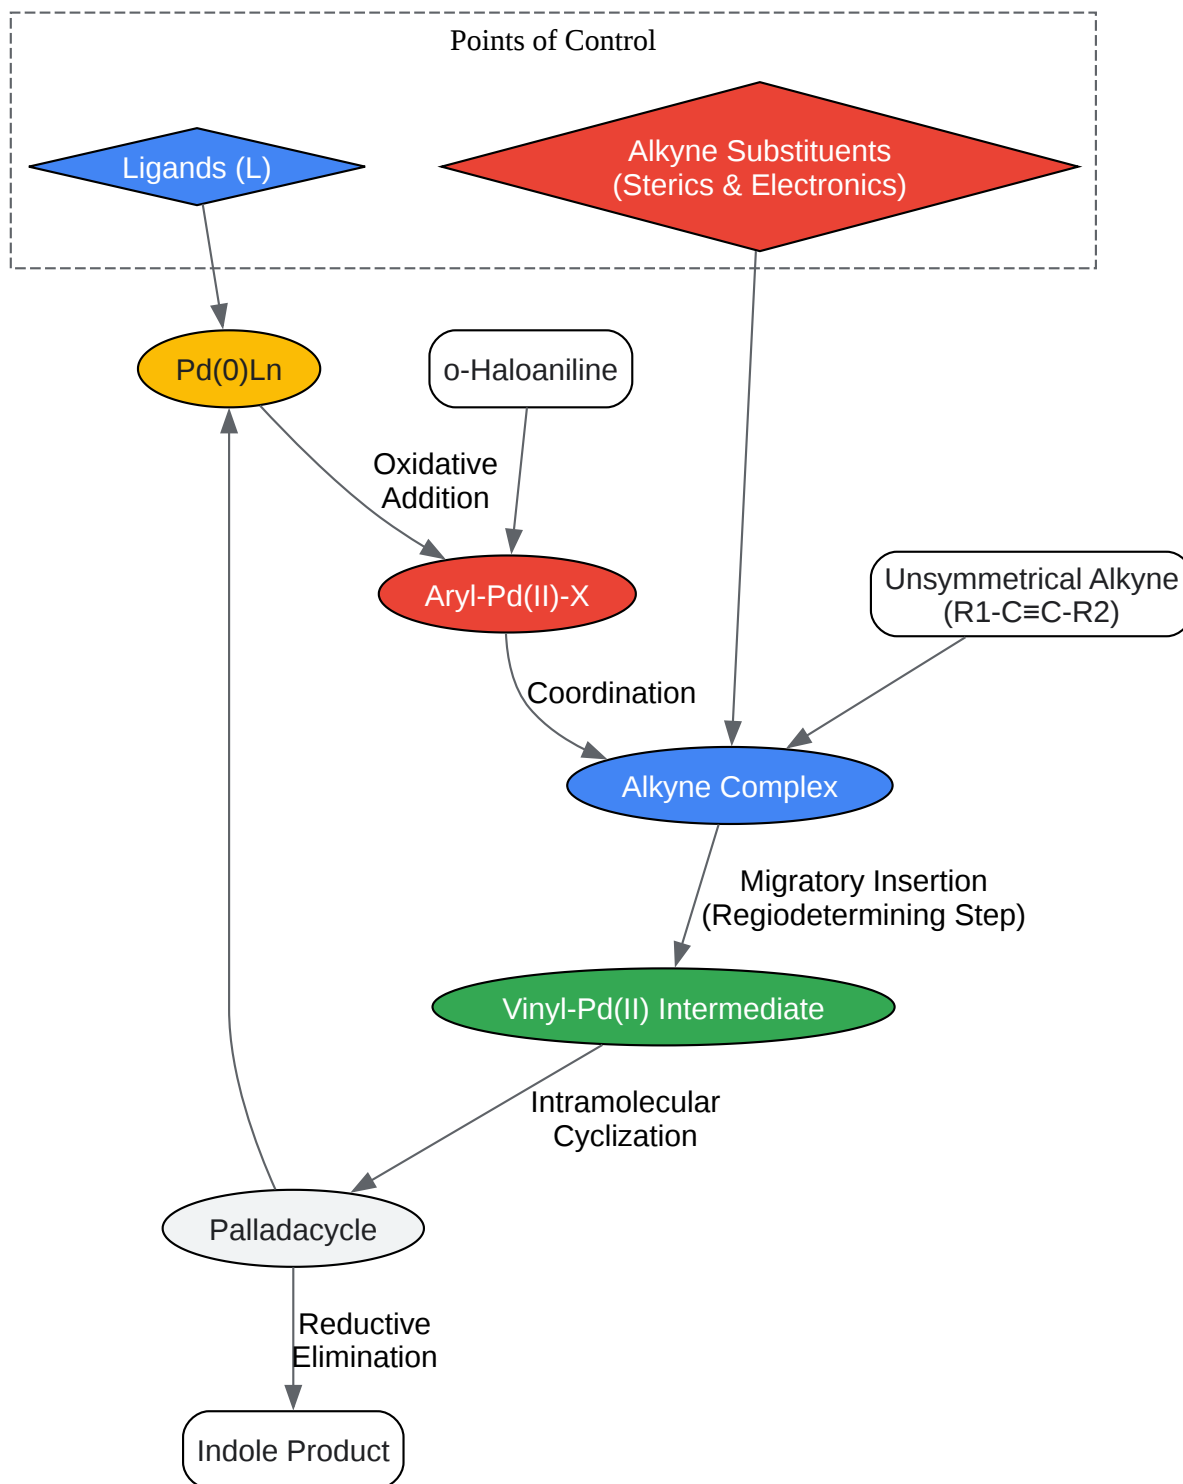 Points of Control
Ligands (L)
Alkyne Substituents
(Sterics & Electronics)
Pd(0)Ln
o-Haloaniline
Oxidative
Addition
Aryl-Pd(II)-X
Unsymmetrical Alkyne
(R1-C≡C-R2)
Coordination
Alkyne Complex
Migratory Insertion
(Regiodetermining Step)
Vinyl-Pd(II) Intermediate
Intramolecular
Cyclization
Palladacycle
Reductive
Elimination
Indole Product